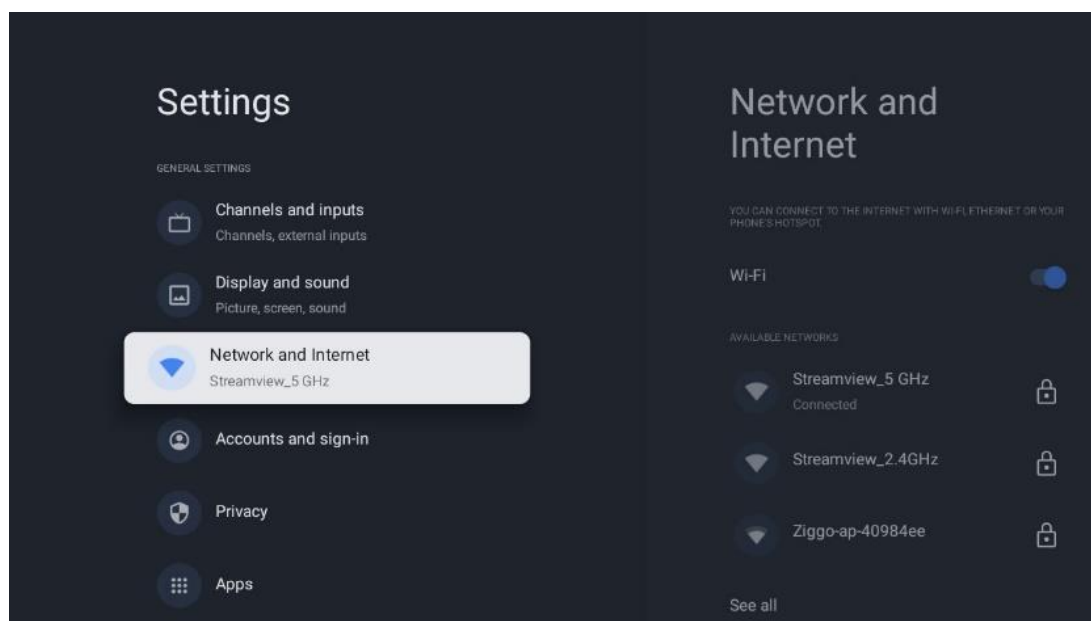 Settings
GENERAL SETTINGS
Channels and inputs
Channels, external inputs
Display and sound
Picture, screen, sound
Network and Internet
Streamview_5 GHz
Accounts and sign-in
Privacy
Apps
Network and
Internet
YOU CAN CONNECT TO THE INTERNET WITH WI-FI, ETHERNET OR YOUR
PHONE'S HOTSPOT.
Wi-Fi
AVAILABLE NETWORKS
Streamview_5 GHz
Connected
Streamview_2.4GHz
Ziggo-ap-40984ee
See all